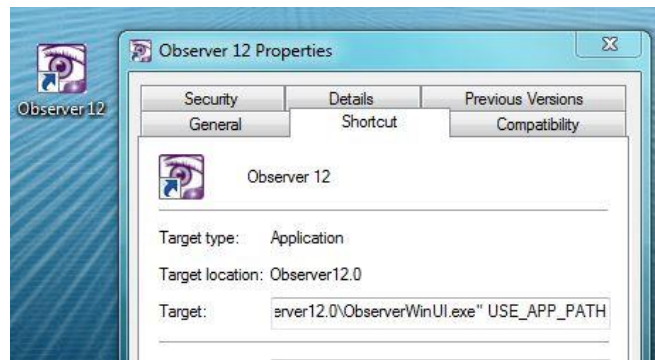 Observer 12 Properties
Observer 12
Security Details Previous Versions
General Shortcut Compatibility
Observer 12
Target type: Application
Target location: Observer12.0
Target: erver12.0\ObserverWinUI.exe" USE_APP_PATH